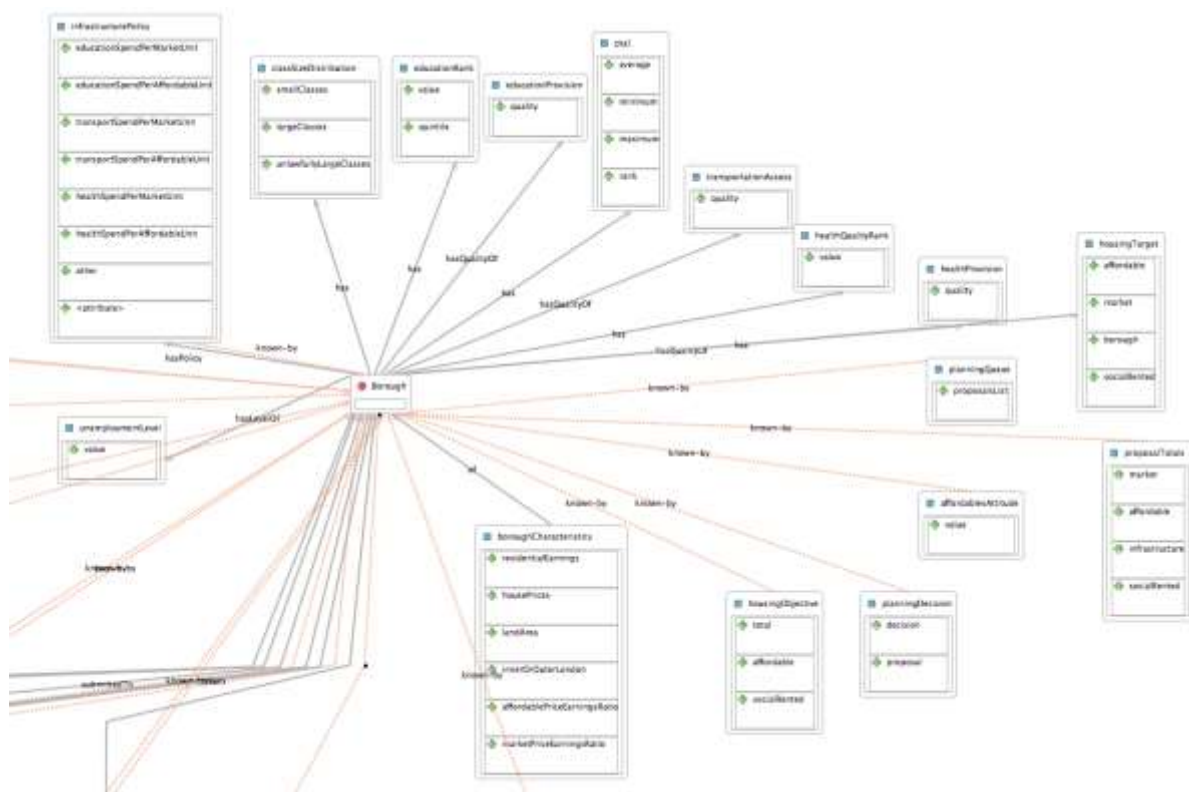 infrastructurePolicy
educationSpendPerMarketUnit
educationSpendPerAffordableUnit
transportSpendPerMarketUnit
transportSpendPerAffordableUnit
healthSpendPerMarketUnit
healthSpendPerAffordableUnit
other
<attribute>
classSizeDistribution
smallClasses
largeClasses
unlawfullyLargeClasses
educationRank
value
quintile
educationProvision
quality
average
minimum
maximum
rank
transportationAccess
quality
healthQualityRank
value
healthProvision
quality
housingTarget
affordable
market
borough
socialRented
has
has
hasQualityOf
has
hasQualityOf
has
hasQualityOf
has
known-by
hasPolicy
Borough
known-by
planningQueue
proposalsList
unemploymentLevel
value
hasLevelOf
known-by
known-by
of
known-by
known-by
proposalTotals
market
affordable
infrastructure
socialRented
affordablesAttitude
value
boroughCharacteristics
residentialEarnings
housePrices
landArea
innerOrOuterLondon
affordablePriceEarningsRatio
marketPriceEarningsRatio
known-by
housingObjective
total
affordable
socialRented
planningDecision
decision
proposal